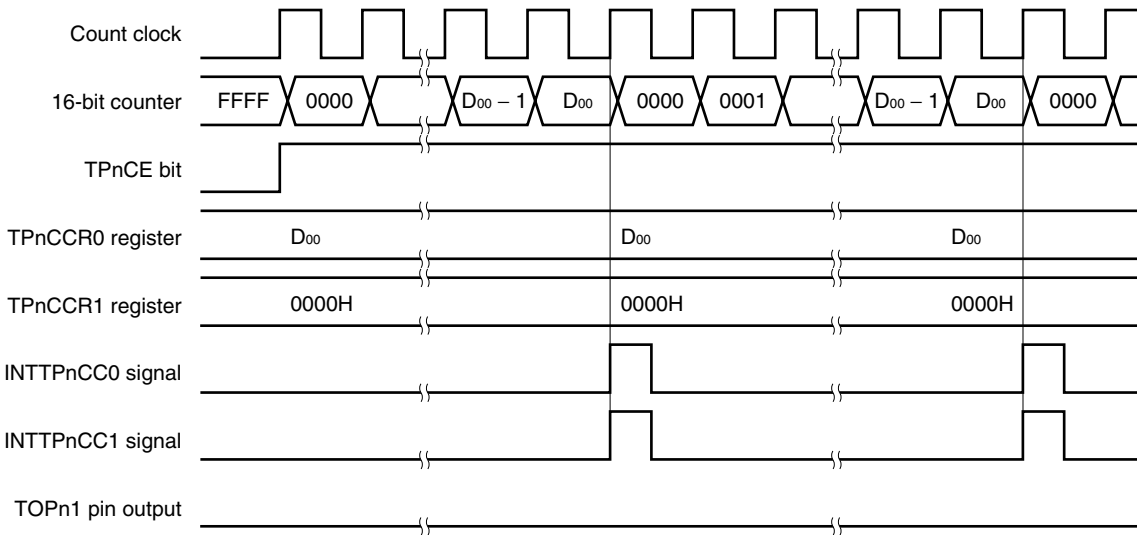 Count clock
16-bit counter FFFF 0000 D00 − 1 D00 0000 0001 D00 − 1 D00 0000
TPnCE bit
TPnCCR0 register D00 D00 D00
TPnCCR1 register 0000H 0000H 0000H
INTTPnCC0 signal
INTTPnCC1 signal
TOPn1 pin output